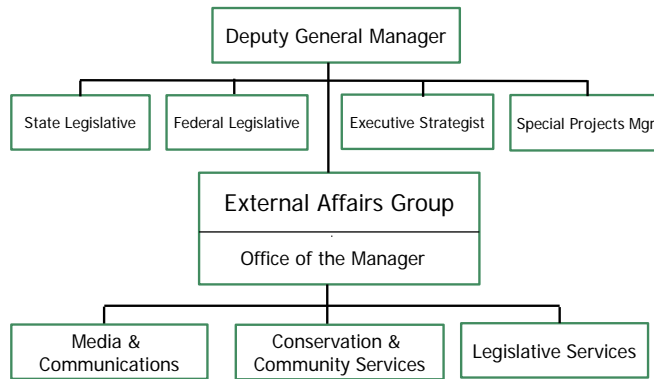 Deputy General Manager
State Legislative
Federal Legislative
Executive Strategist
Special Projects Mgr
External Affairs Group
Office of the Manager
Media &
Communications
Conservation &
Community Services
Legislative Services